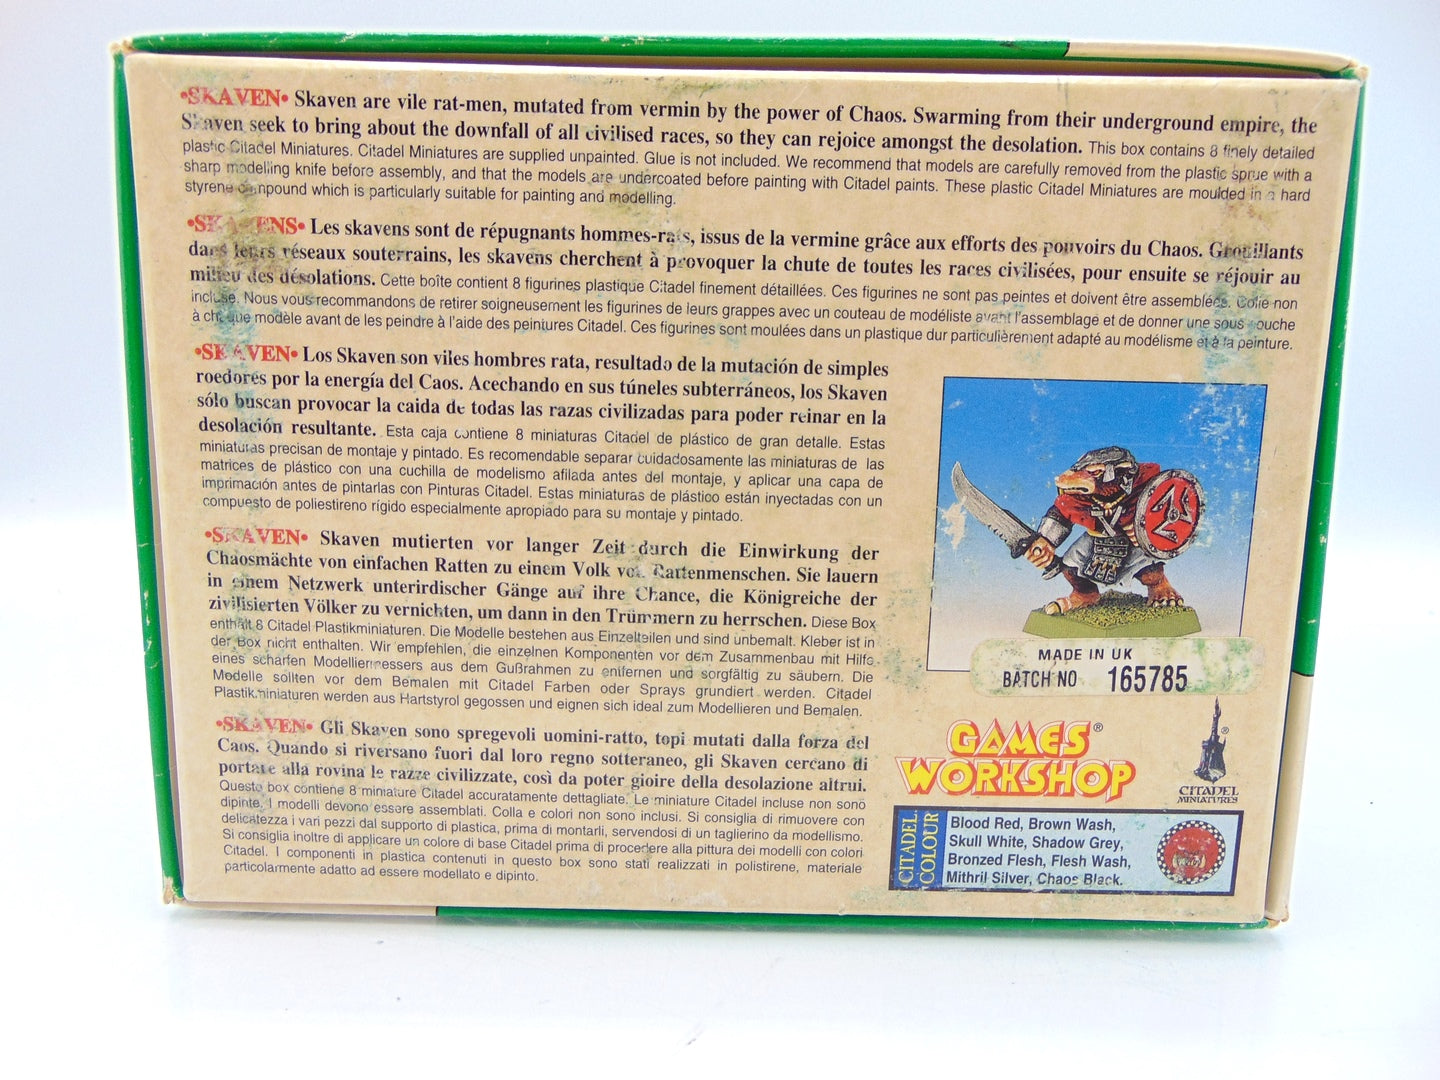 •SKAVEN• Skaven are vile rat-men, mutated from vermin by the power of Chaos. Swarming from their underground empire, the
Skaven seek to bring about the downfall of all civilised races, so they can rejoice amongst the desolation. This box contains 8 finely detailed
plastic Citadel Miniatures. Citadel Miniatures are supplied unpainted. Glue is not included. We recommend that models are carefully removed from the plastic sprue with a
sharp modelling knife before assembly, and that the models are undercoated before painting with Citadel paints. These plastic Citadel Miniatures are moulded in a hard
styrene compound which is particularly suitable for painting and modelling.
•SKAVENS• Les skavens sont de répugnants hommes-rats, issus de la vermine grâce aux efforts des pouvoirs du Chaos. Grouillants
dans leurs réseaux souterrains, les skavens cherchent à provoquer la chute de toutes les races civilisées, pour ensuite se réjouir au
milieu des désolations. Cette boîte contient 8 figurines plastique Citadel finement détaillées. Ces figurines ne sont pas peintes et doivent être assemblées. Colle non
incluse. Nous vous recommandons de retirer soigneusement les figurines de leurs grappes avec un couteau de modéliste avant l'assemblage et de donner une sous couche
à chaque modèle avant de les peindre à l'aide des peintures Citadel. Ces figurines sont moulées dans un plastique dur particulièrement adapté au modélisme et à la peinture.
•SKAVEN• Los Skaven son viles hombres rata, resultado de la mutación de simples
roedores por la energía del Caos. Acechando en sus túneles subterráneos, los Skaven
sólo buscan provocar la caida de todas las razas civilizadas para poder reinar en la
desolación resultante. Esta caja contiene 8 miniaturas Citadel de plástico de gran detalle. Estas
miniaturas precisan de montaje y pintado. Es recomendable separar cuidadosamente las miniaturas de las
matrices de plástico con una cuchilla de modelismo afilada antes del montaje, y aplicar una capa de
imprimación antes de pintarlas con Pinturas Citadel. Estas miniaturas de plástico están inyectadas con un
compuesto de poliestireno rígido especialmente apropiado para su montaje y pintado.
•SKAVEN• Skaven mutierten vor langer Zeit durch die Einwirkung der
Chaosmächte von einfachen Ratten zu einem Volk von Rattenmenschen. Sie lauern
in einem Netzwerk unterirdischer Gänge auf ihre Chance, die Königreiche der
zivilisierten Völker zu vernichten, um dann in den Trümmern zu herrschen. Diese Box
enthält 8 Citadel Plastikminiaturen. Die Modelle bestehen aus Einzelteilen und sind unbemalt. Kleber ist in
der Box nicht enthalten. Wir empfehlen, die einzelnen Komponenten vor dem Zusammenbau mit Hilfe
eines scharfen Modelliermessers aus dem Gußrahmen zu entfernen und sorgfältig zu säubern. Die
Modelle sollten vor dem Bemalen mit Citadel Farben oder Sprays grundiert werden. Citadel
Plastikminiaturen werden aus Hartstyrol gegossen und eignen sich ideal zum Modellieren und Bemalen.
•SKAVEN• Gli Skaven sono spregevoli uomini-ratto, topi mutati dalla forza del
Caos. Quando si riversano fuori dal loro regno sotteraneo, gli Skaven cercano di
portate alla rovina le razze civilizzate, così da poter gioire della desolazione altrui.
Questo box contiene 8 miniature Citadel accuratamente dettagliate. Le miniature Citadel incluse non sono
dipinte. I modelli devono essere assemblati. Colla e colori non sono inclusi. Si consiglia di rimuovere con
delicatezza i vari pezzi dal supporto di plastica, prima di montarli, servendosi di un taglierino da modellismo.
Si consiglia inoltre di applicare un colore di base Citadel prima di procedere alla pittura dei modelli con colori
Citadel. I componenti in plastica contenuti in questo box sono stati realizzati in polistirene, materiale
particolarmente adatto ad essere modellato e dipinto.
MADE IN UK
BATCH NO 165785
GAMES®
WORKSHOP
®
CITADEL
MINIATURES
CITADEL
COLOUR
Blood Red, Brown Wash,
Skull White, Shadow Grey,
Bronzed Flesh, Flesh Wash,
Mithril Silver, Chaos Black.